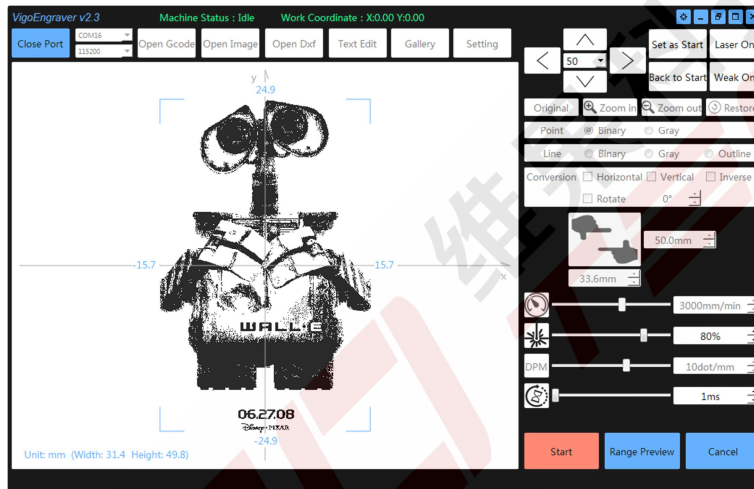 VigoEngraver v2.3 Machine Status : Idle Work Coordinate : X:0.00 Y:0.00
Close Port COM16 115200 Open Gcode Open Image Open Dxf Text Edit Gallery Setting
50 Set as Start Laser On
Back to Start Weak On
Original Zoom in Zoom out Restore
Point Binary Gray
Line Binary Gray Outline
Conversion Horizontal Vertical Inverse
Rotate 0°
50.0mm
33.6mm
3000mm/min
80%
DPM 10dot/mm
1ms
Start Range Preview Cancel
y
24.9
-15.7 15.7
x
WALL·E
06.27.08
Disney·PIXAR
-24.9
Unit: mm (Width: 31.4 Height: 49.8)